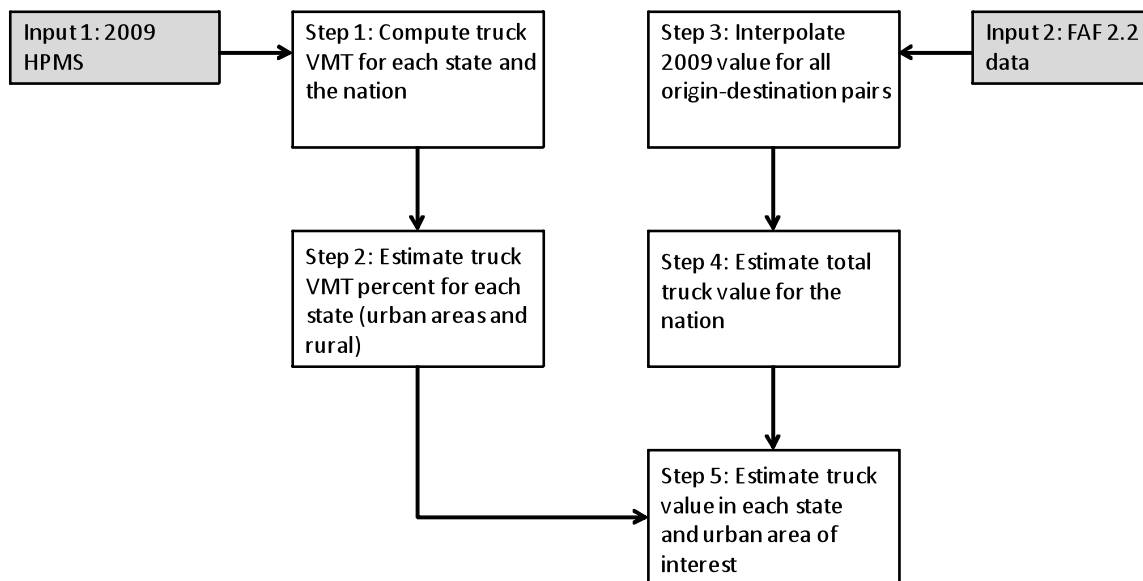 Input 1: 2009
HPMS
Step 1: Compute truck
VMT for each state and
the nation
Step 3: Interpolate
2009 value for all
origin-destination pairs
Input 2: FAF 2.2
data
Step 2: Estimate truck
VMT percent for each
state (urban areas and
rural)
Step 4: Estimate total
truck value for the
nation
Step 5: Estimate truck
value in each state
and urban area of
interest